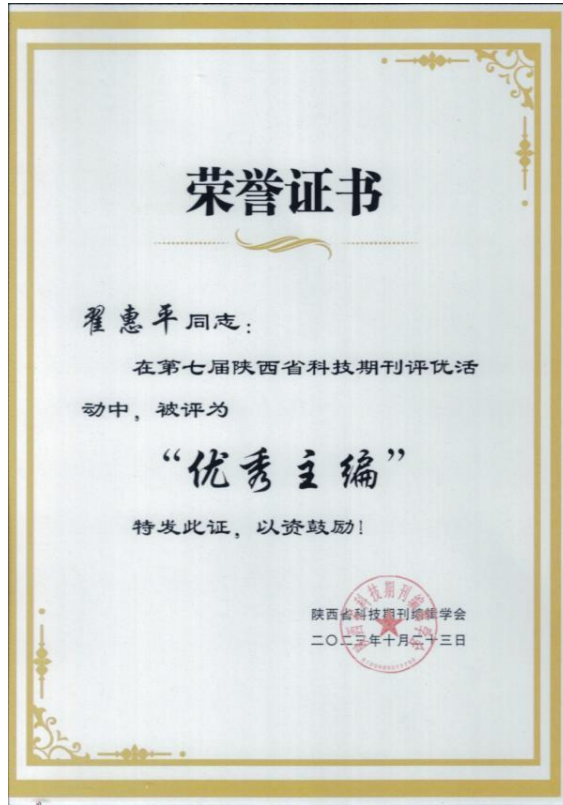 荣誉证书
翟惠平同志：
在第七届陕西省科技期刊评优活
动中，被评为
“优秀主编”
特发此证，以资鼓励！
陕西省科技期刊编辑学会
二〇二三年十月二十三日